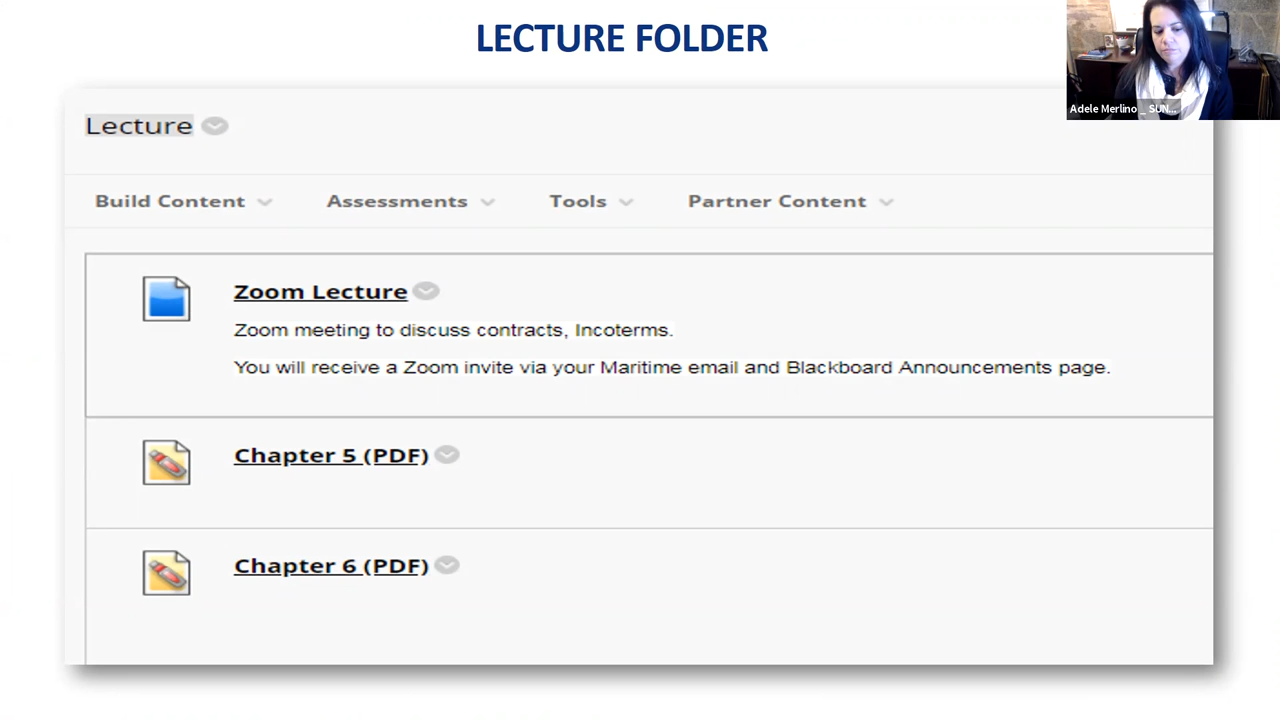 LECTURE FOLDER
Adele Merlino _ SUN...
Lecture
Build Content
Assessments
Tools
Partner Content
Zoom Lecture
Zoom meeting to discuss contracts, Incoterms.
You will receive a Zoom invite via your Maritime email and Blackboard Announcements page.
Chapter 5 (PDF)
Chapter 6 (PDF)